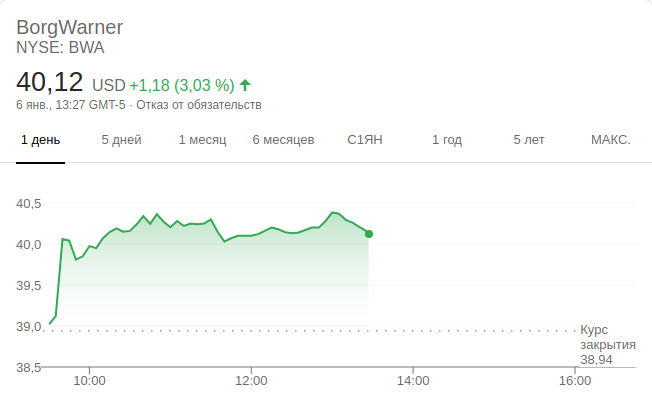 BorgWarner
NYSE: BWA
40,12 USD +1,18 (3,03 %)
6 янв., 13:27 GMT-5 · Отказ от обязательств
1 день 5 дней 1 месяц 6 месяцев С1ЯН 1 год 5 лет МАКС.
40,5
40,0
39,5
39,0
Курс
закрытия
38,94
38,5
10:00 12:00 14:00 16:00